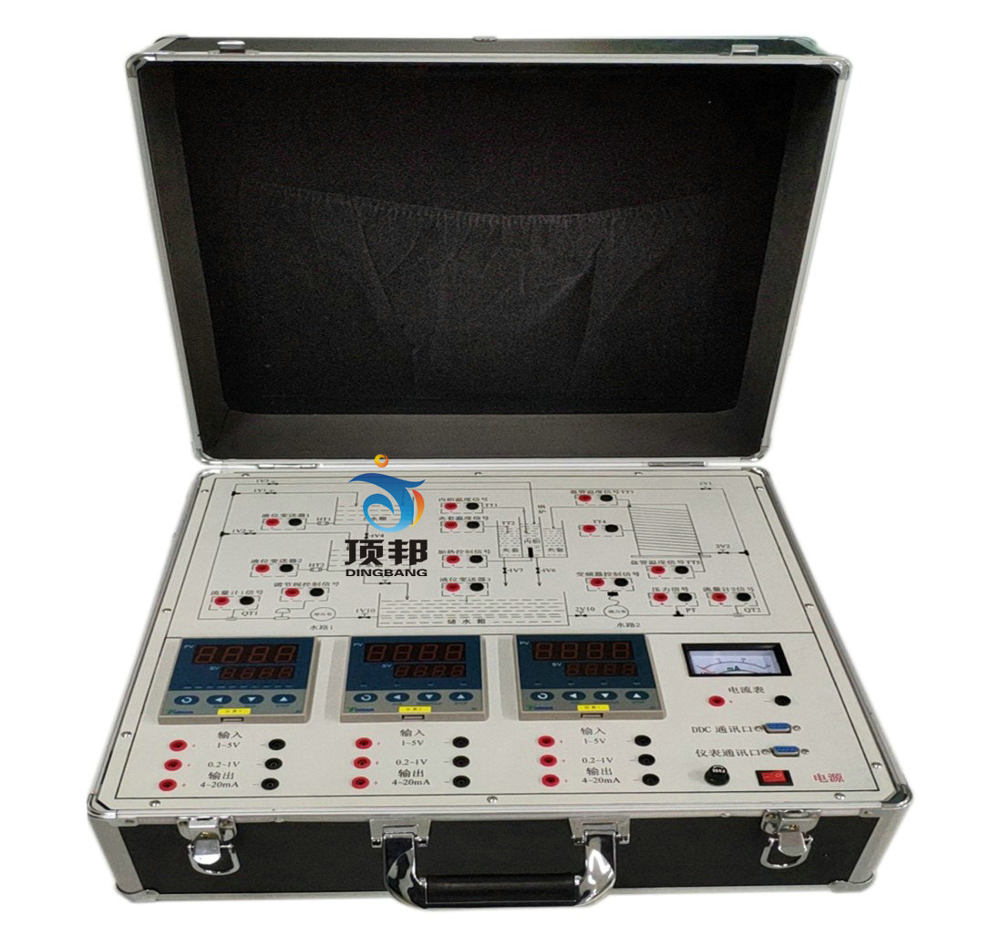 1V3
1V1
2V1
内胆温度信号
TT1
盘管温度信号TT3
锅炉
液位变送器1
HT1
水箱
夹套温度信号
TT2
TT4
1V2
1V4
夹套
内胆
夹套
2V2
顶邦
DINGBANG
加热控制信号
液位变送器2
HT2
1V7
1V6
盘管温度信号TT5
变频器控制信号
调节阀控制信号
液位变送器3
流量计1信号
压力信号
流量计2信号
QT1
1V10
储水箱
2V10
PT
QT2
水路1
水路2
PV
SV
PV
SV
PV
SV
mA
电流表
输入
1~5V
0.2~1V
输出
4~20mA
输入
1~5V
0.2~1V
输出
4~20mA
输入
1~5V
0.2~1V
输出
4~20mA
DDC 通讯口
仪表通讯口
FUSE
电源